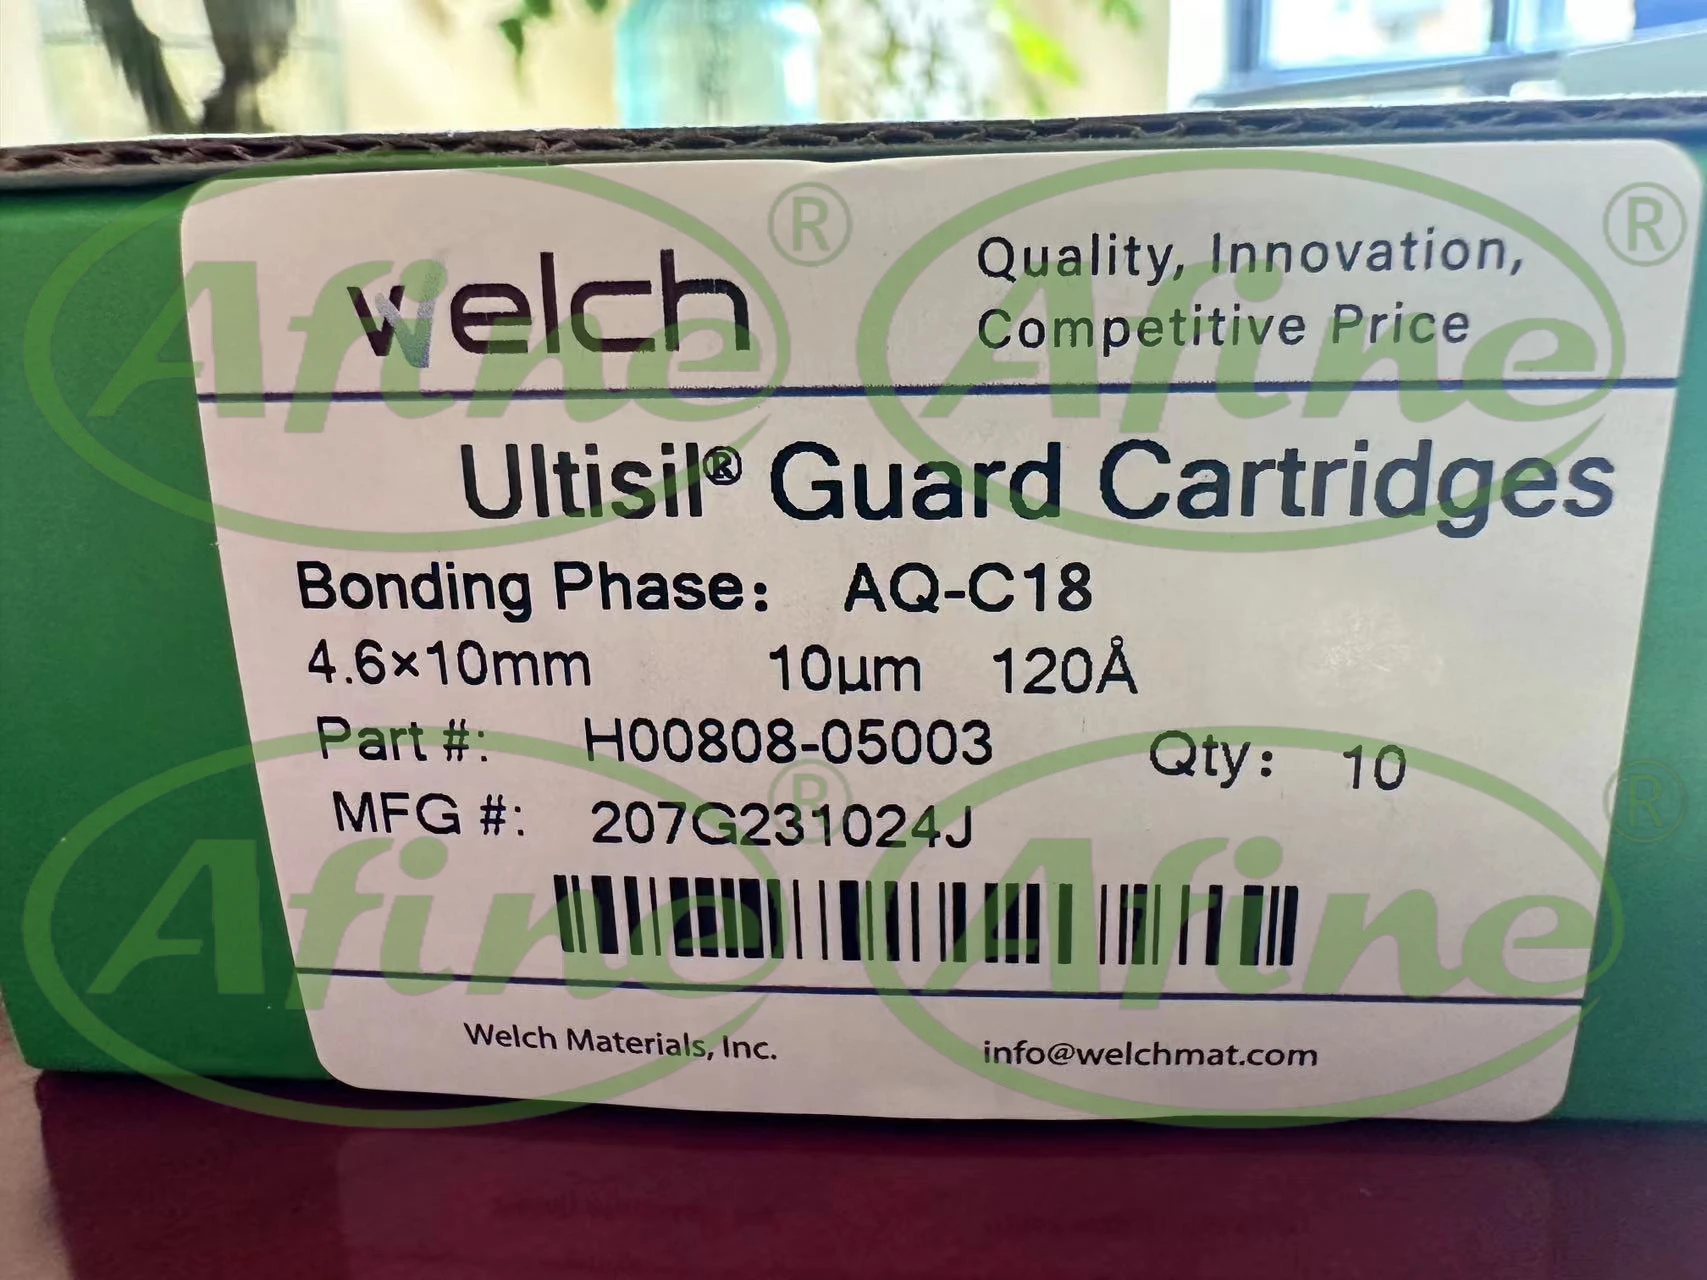 welch
Quality, Innovation,
Competitive Price
Ultisil® Guard Cartridges
Bonding Phase: AQ-C18
4.6×10mm 10μm 120Å
Part #: H00808-05003 Qty: 10
MFG #: 207G231024J
Welch Materials, Inc. info@welchmat.com
Afine ®
Afine ®
Afine ®
Afine ®